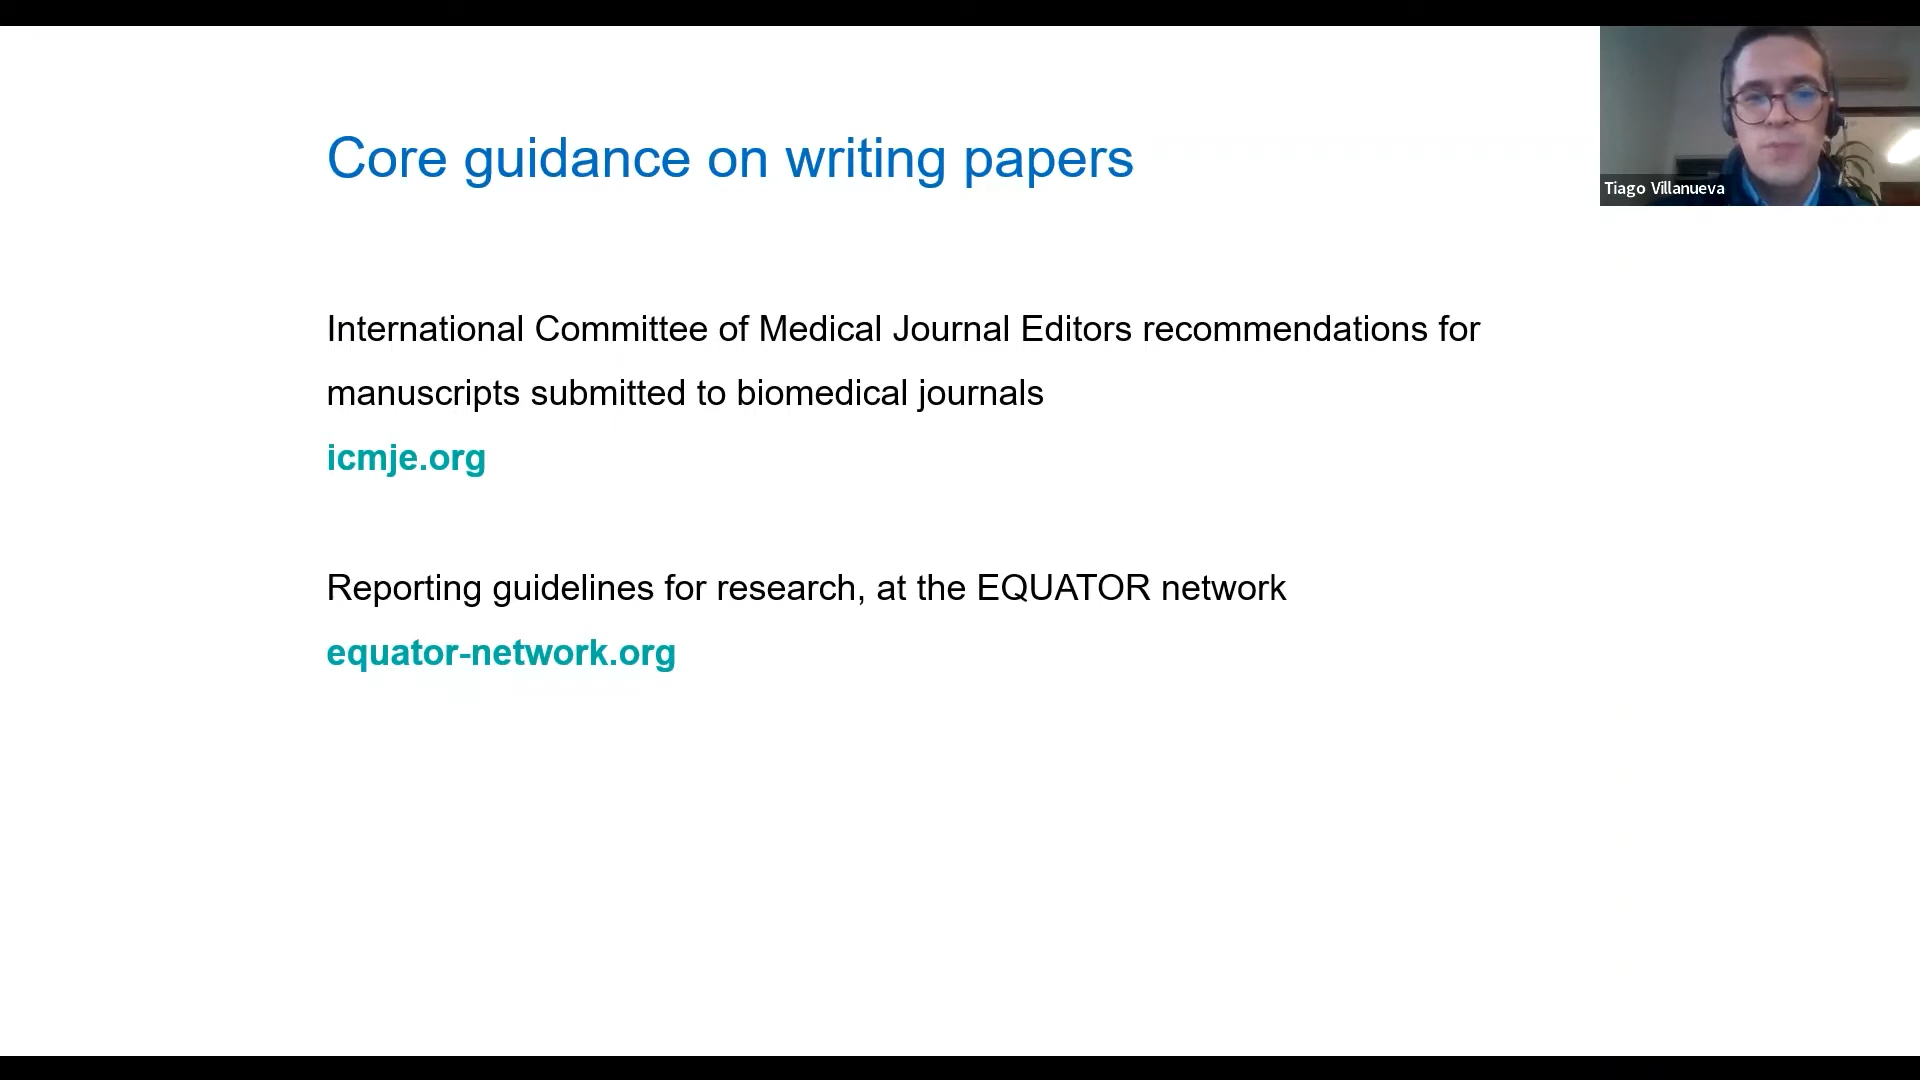 Core guidance on writing papers
Tiago Villanueva
International Committee of Medical Journal Editors recommendations for
manuscripts submitted to biomedical journals
icmje.org
Reporting guidelines for research, at the EQUATOR network
equator-network.org